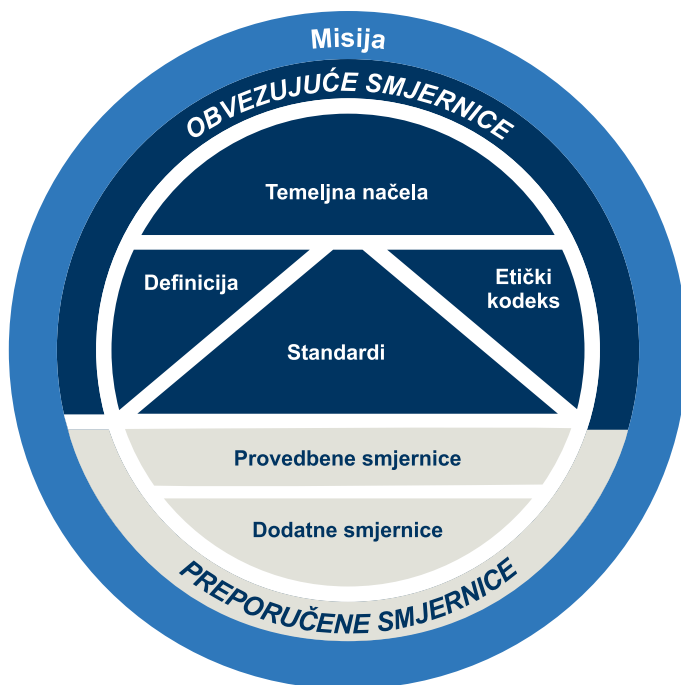 Misija
OBVEZUJUĆE SMJERNICE
Temeljna načela
Definicija
Etički
kodeks
Standardi
Provedbene smjernice
Dodatne smjernice
PREPORUČENE SMJERNICE